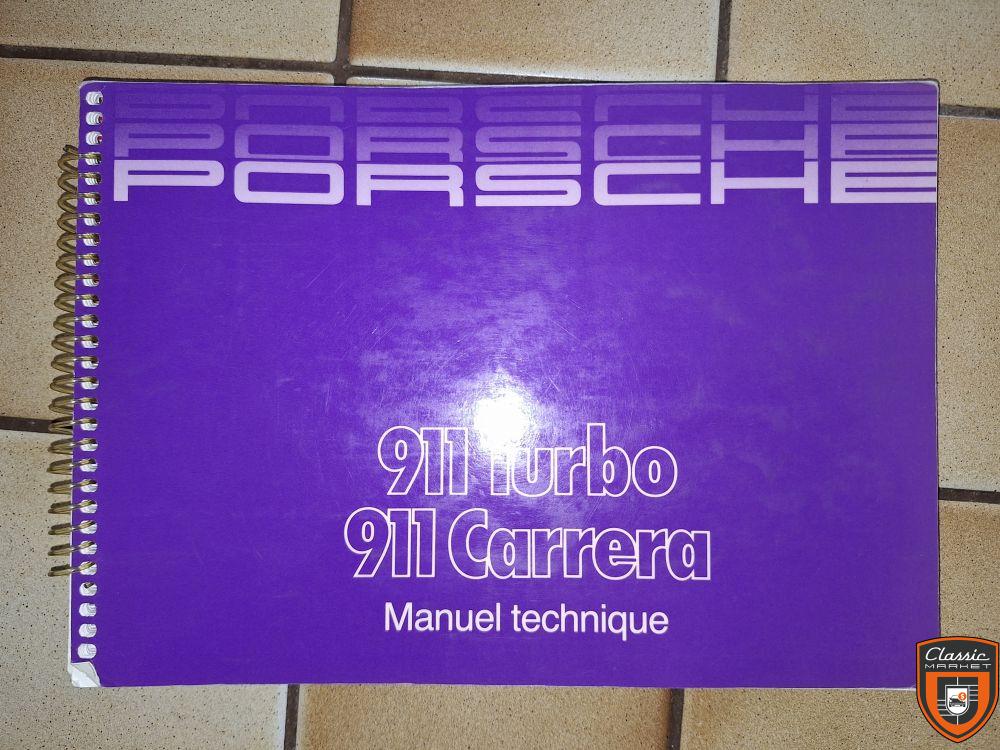 PORSCHE
PORSCHE
PORSCHE
911 Turbo
911 Carrera
Manuel technique
Classic
MARKET